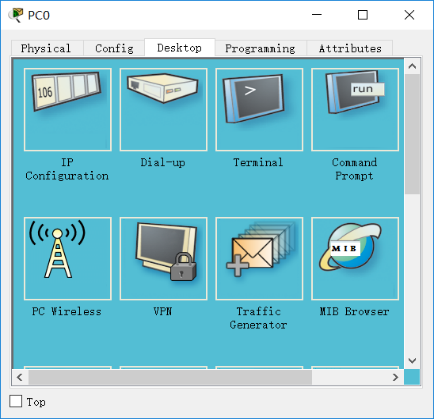 PC0
Physical Config Desktop Programming Attributes
106 > run
IP Configuration Dial-up Terminal Command Prompt
MIB
PC Wireless VPN Traffic Generator MIB Browser
Top